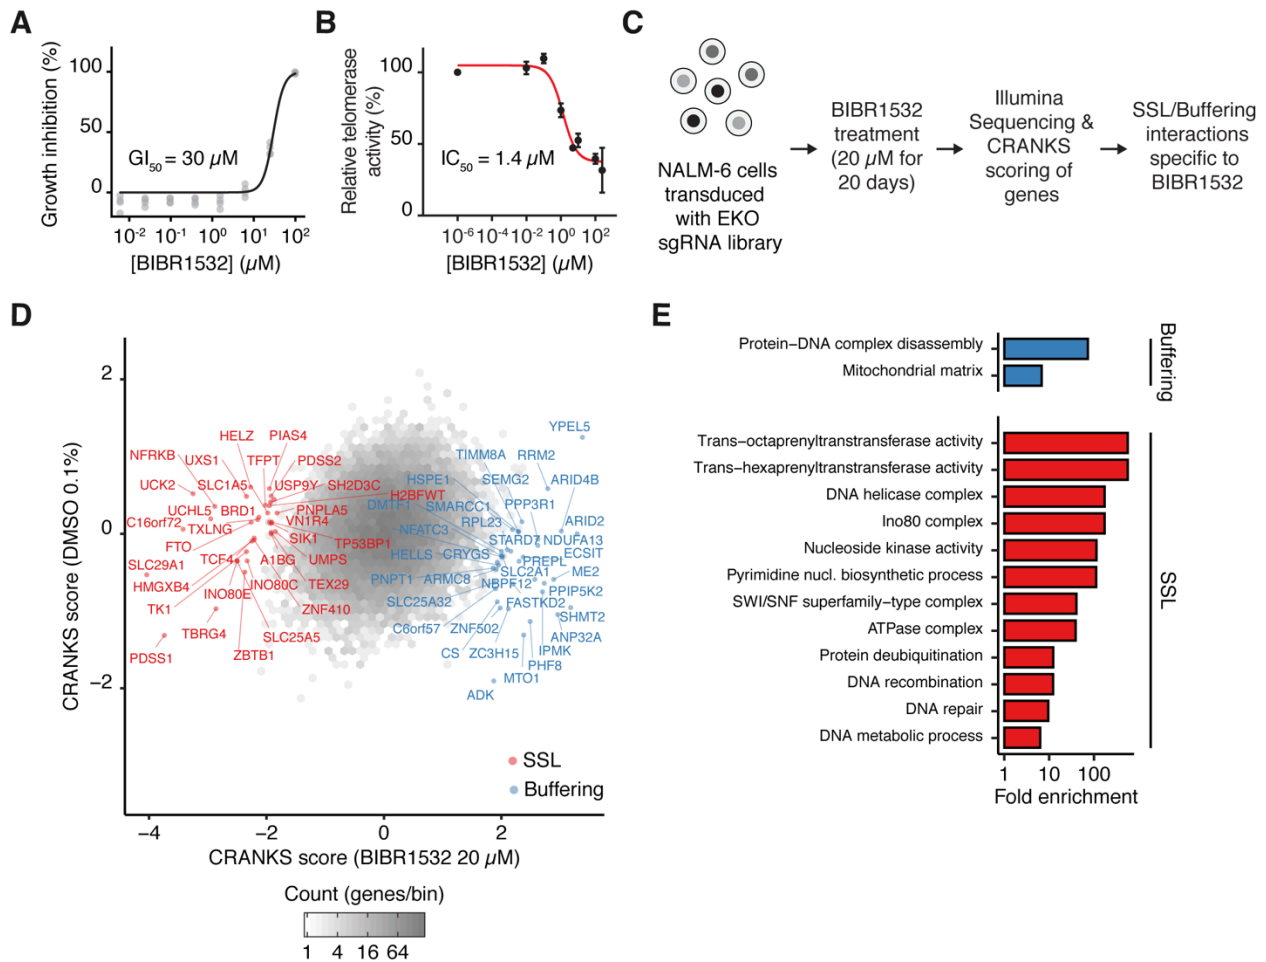 A
Growth inhibition (%)
100
50
0
GI50 = 30 µM
10-2 10-1 100 101 102
[BIBR1532] (µM)
B
Relative telomerase
activity (%)
100
50
0
IC50 = 1.4 µM
10-6 10-4 10-2 100 102
[BIBR1532] (µM)
C
NALM-6 cells
transduced
with EKO
sgRNA library
BIBR1532
treatment
(20 µM for
20 days)
Illumina
Sequencing &
CRANKS
scoring of
genes
SSL/Buffering
interactions
specific to
BIBR1532
D
CRANKS score (DMSO 0.1%)
2
0
−2
−4 −2 0 2
CRANKS score (BIBR1532 20 µM)
HELZ PIAS4
NFRKB UXS1 TFPT PDSS2
UCK2 SLC1A5 USP9Y SH2D3C
H2BFWT
UCHL5 BRD1 PNPLA5
C16orf72 TXLNG VN1R4
SIK1 TP53BP1
FTO
TCF4 A1BG UMPS
SLC29A1
HMGXB4 INO80C TEX29
INO80E
TK1 ZNF410
TBRG4 SLC25A5
PDSS1 ZBTB1
YPEL5
TIMM8A RRM2
HSPE1 SEMG2 ARID4B
DMTF1 SMARCC1 PPP3R1
RPL23 ARID2
NFATC3 STARD7 NDUFA13
HELLS CRYGS ECSIT
PREPL
PNPT1 ARMC8 SLC2A1 ME2
NBPF12 PPIP5K2
SLC25A32 FASTKD2
SHMT2
C6orf57 ZNF502 ANP32A
CS ZC3H15 IPMK
PHF8
MTO1
ADK
SSL
Buffering
Count (genes/bin)
1 4 16 64
E
Protein−DNA complex disassembly
Mitochondrial matrix
Buffering
Trans−octaprenyltranstransferase activity
Trans−hexaprenyltranstransferase activity
DNA helicase complex
Ino80 complex
Nucleoside kinase activity
Pyrimidine nucl. biosynthetic process
SWI/SNF superfamily−type complex
ATPase complex
Protein deubiquitination
DNA recombination
DNA repair
DNA metabolic process
SSL
1 10 100
Fold enrichment